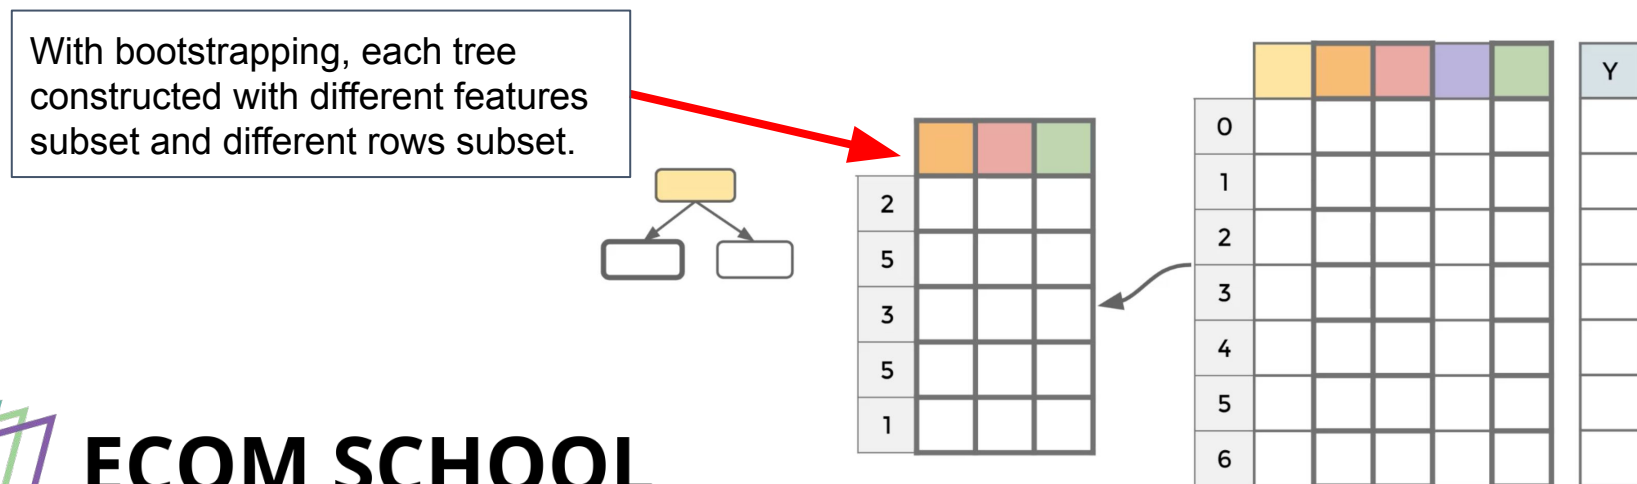 With bootstrapping, each tree
constructed with different features
subset and different rows subset.
2
5
3
5
1
Y
0
1
2
3
4
5
6
ECOM SCHOOL